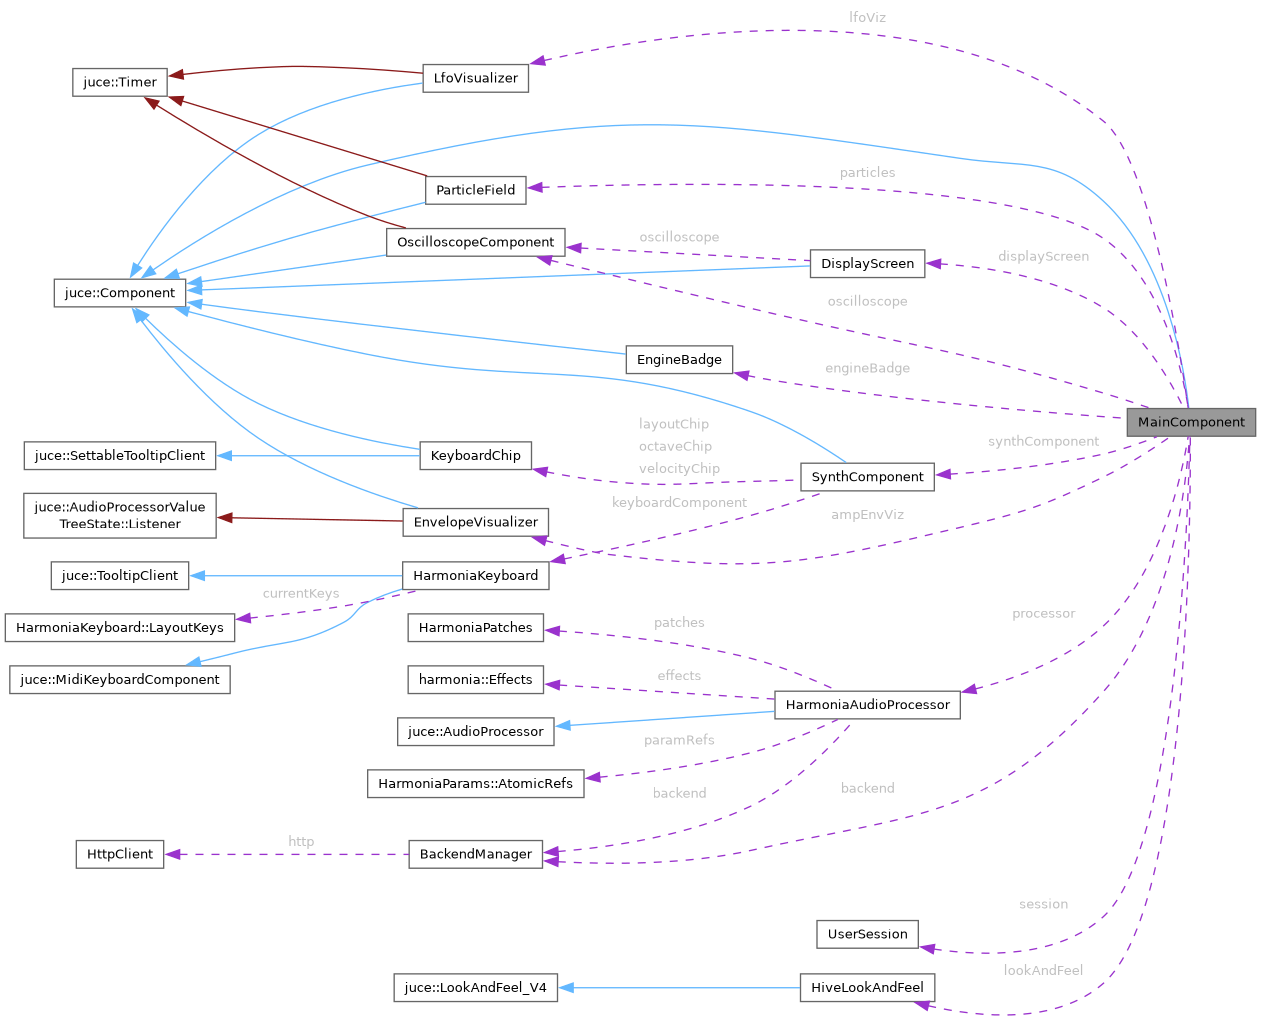 lfoViz
juce::Timer
LfoVisualizer
particles
ParticleField
oscilloscope
OscilloscopeComponent
displayScreen
DisplayScreen
juce::Component
oscilloscope
EngineBadge
engineBadge
MainComponent
layoutChip
octaveChip
velocityChip
synthComponent
juce::SettableTooltipClient
KeyboardChip
SynthComponent
keyboardComponent
juce::AudioProcessorValue
TreeState::Listener
EnvelopeVisualizer
ampEnvViz
juce::TooltipClient
HarmoniaKeyboard
currentKeys
HarmoniaKeyboard::LayoutKeys
HarmoniaPatches
patches
processor
juce::MidiKeyboardComponent
harmonia::Effects
effects
HarmoniaAudioProcessor
juce::AudioProcessor
paramRefs
HarmoniaParams::AtomicRefs
backend
backend
http
HttpClient
BackendManager
session
UserSession
lookAndFeel
juce::LookAndFeel_V4
HiveLookAndFeel